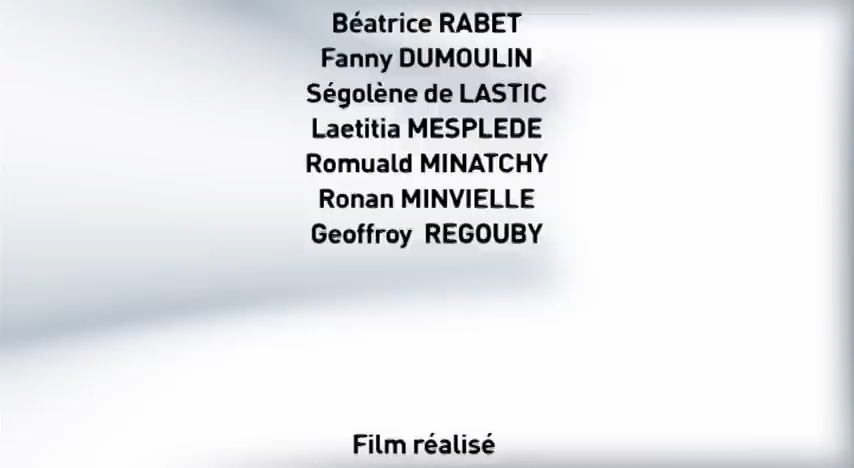 Béatrice RABET
Fanny DUMOULIN
Ségolène de LASTIC
Laetitia MESPLEDE
Romuald MINATCHY
Ronan MINVIELLE
Geoffroy REGOUBY
Film réalisé